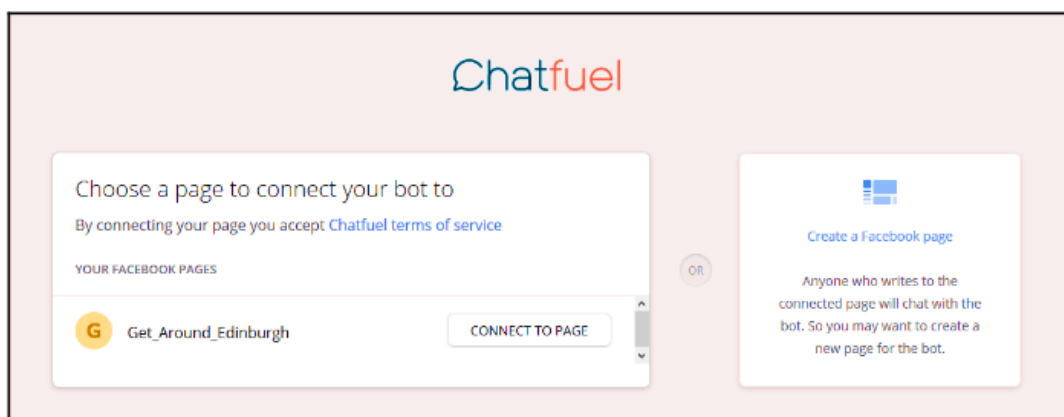 Chatfuel
Choose a page to connect your bot to
By connecting your page you accept Chatfuel terms of service
YOUR FACEBOOK PAGES
G Get_Around_Edinburgh CONNECT TO PAGE
OR
Create a Facebook page
Anyone who writes to the
connected page will chat with the
bot. So you may want to create a
new page for the bot.